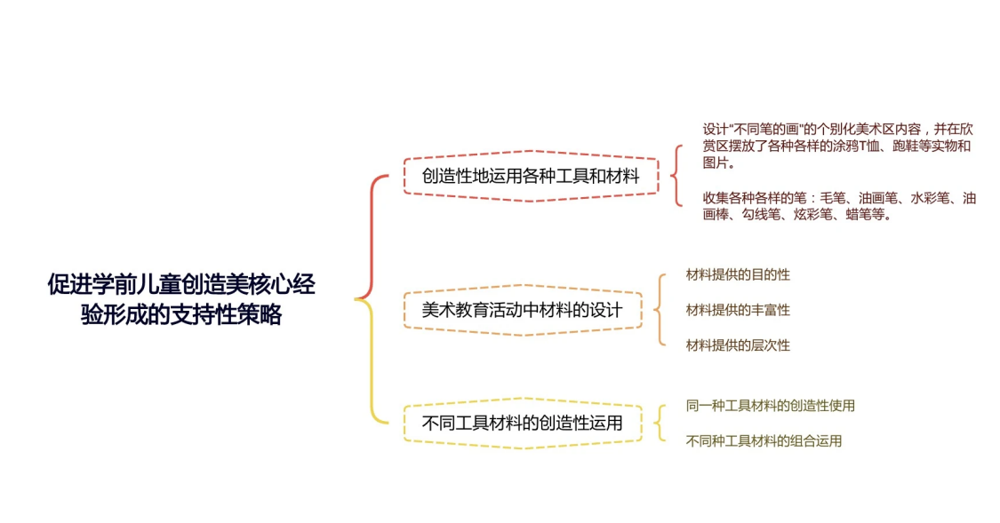 促进学前儿童创造美核心经
验形成的支持性策略
创造性地运用各种工具和材料
设计“不同笔的画”的个别化美术区内容，并在欣
赏区摆放了各种各样的涂鸦T恤、跑鞋等实物和
图片。
收集各种各样的笔：毛笔、油画笔、水彩笔、油
画棒、勾线笔、炫彩笔、蜡笔等。
美术教育活动中材料的设计
材料提供的目的性
材料提供的丰富性
材料提供的层次性
不同工具材料的创造性运用
同一种工具材料的创造性使用
不同种工具材料的组合运用